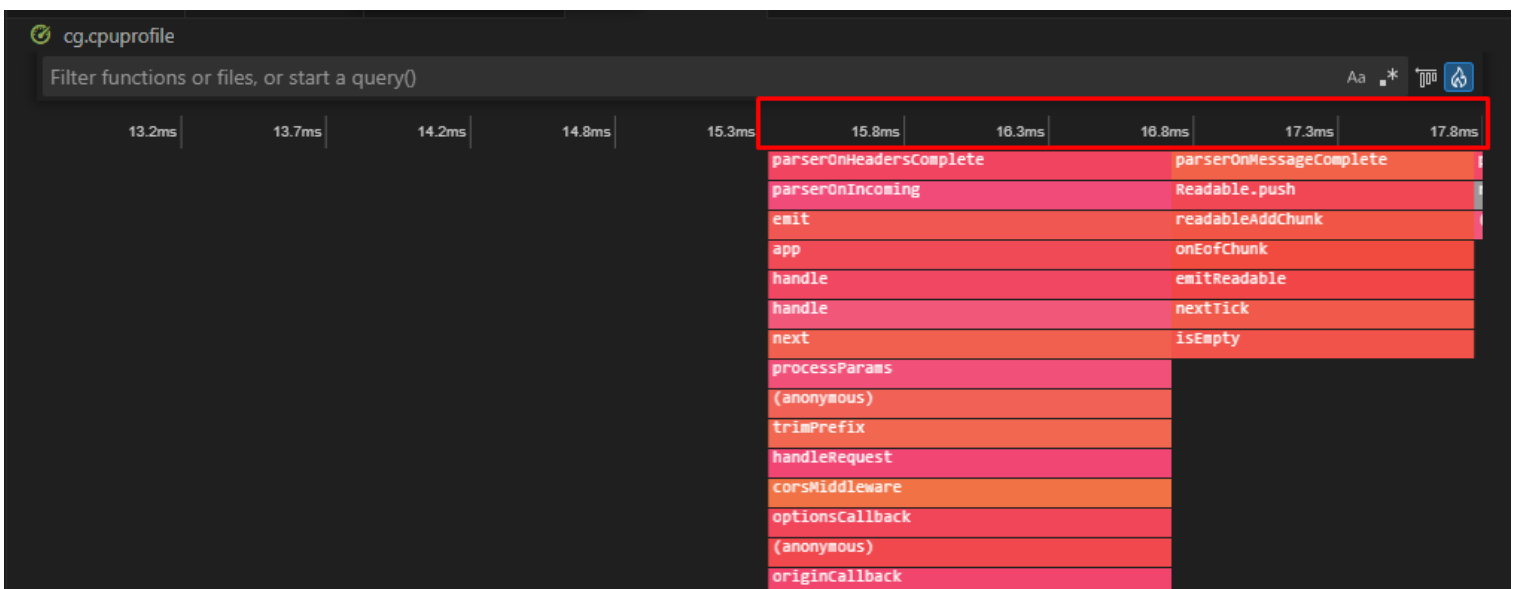 cg.cpuprofile
Filter functions or files, or start a query() Aa .*
13.2ms 13.7ms 14.2ms 14.8ms 15.3ms 15.8ms 16.3ms 16.8ms 17.3ms 17.8ms
parserOnHeadersComplete parserOnMessageComplete
parserOnIncoming Readable.push
emit readableAddChunk
app onEofChunk
handle emitReadable
handle nextTick
next isEmpty
processParams
(anonymous)
trimPrefix
handleRequest
corsMiddleware
optionsCallback
(anonymous)
originCallback